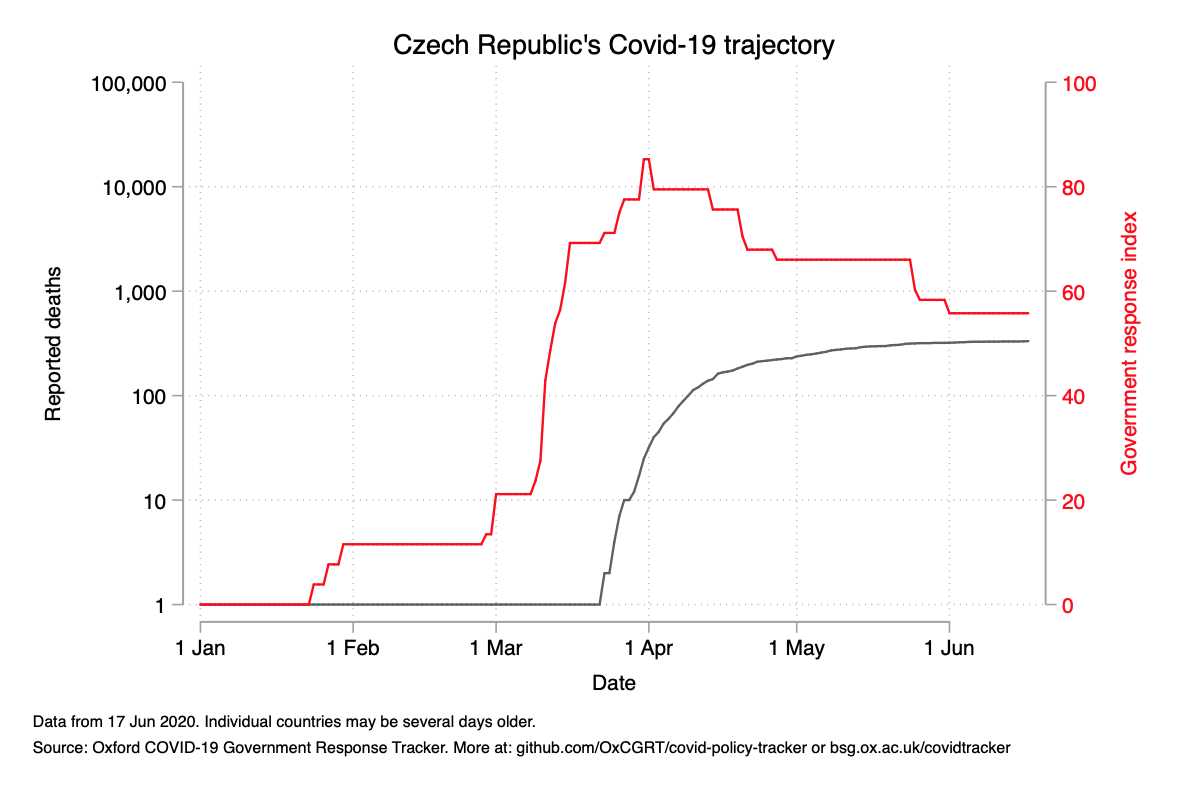 Czech Republic's Covid-19 trajectory
100,000
10,000
1,000
100
10
1
Reported deaths
100
80
60
40
20
0
Government response index
1 Jan
1 Feb
1 Mar
1 Apr
1 May
1 Jun
Date
Data from 17 Jun 2020. Individual countries may be several days older.
Source: Oxford COVID-19 Government Response Tracker. More at: github.com/OxCGRT/covid-policy-tracker or bsg.ox.ac.uk/covidtracker